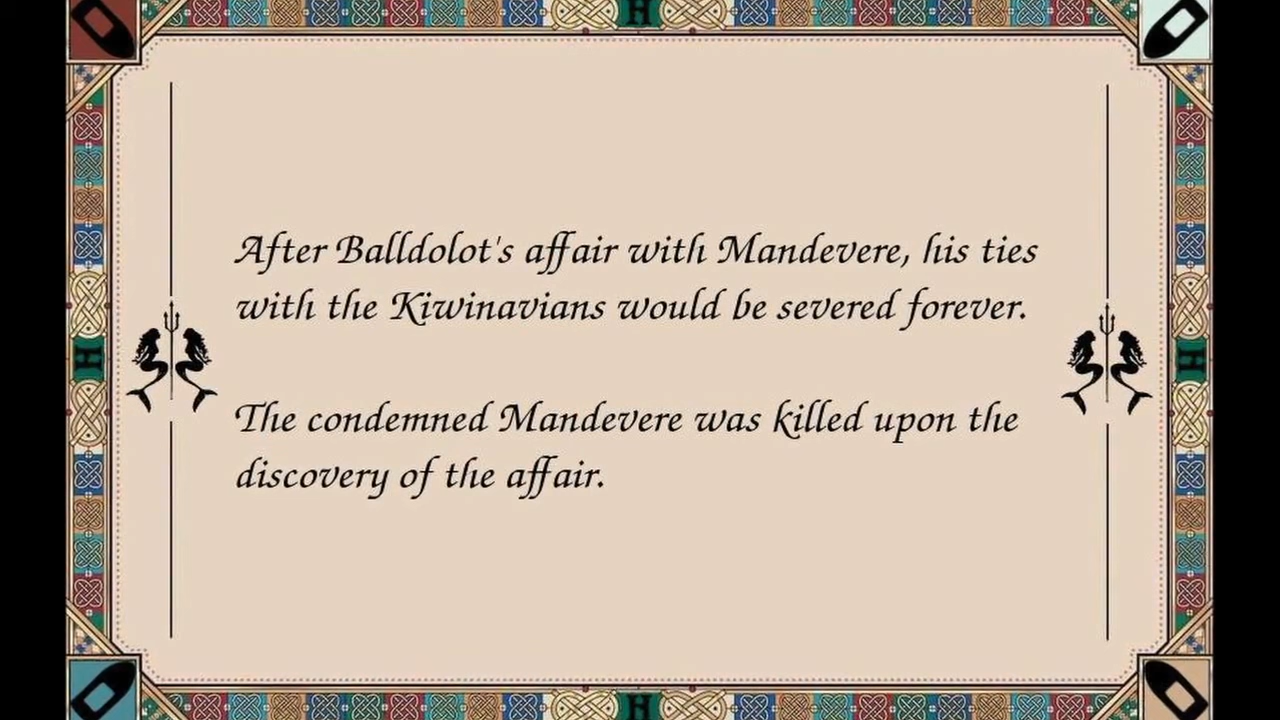 After Balldolot's affair with Mandevere, his ties
with the Kiwinavians would be severed forever.
The condemned Mandevere was killed upon the
discovery of the affair.